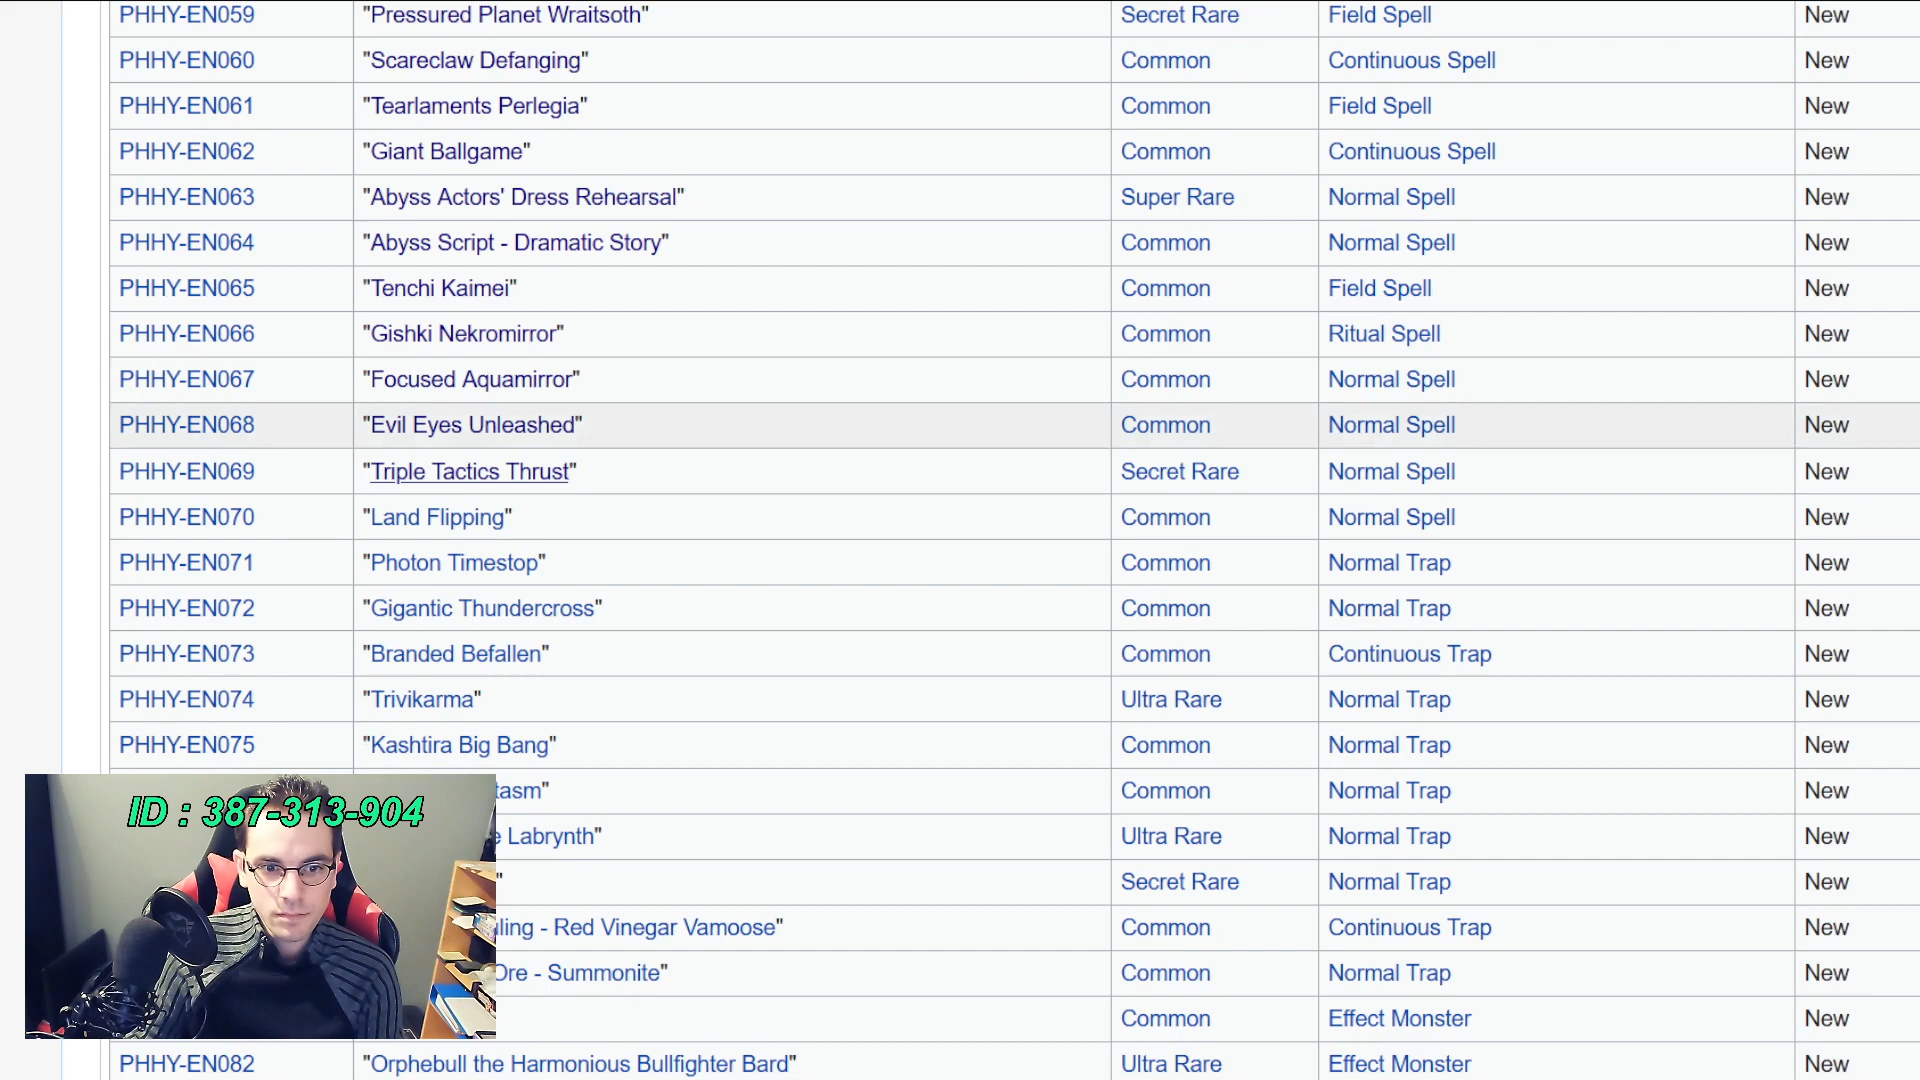 PHHY-EN059 "Pressured Planet Wraitsoth" Secret Rare Field Spell New
PHHY-EN060 "Scareclaw Defanging" Common Continuous Spell New
PHHY-EN061 "Tearlaments Perlegia" Common Field Spell New
PHHY-EN062 "Giant Ballgame" Common Continuous Spell New
PHHY-EN063 "Abyss Actors' Dress Rehearsal" Super Rare Normal Spell New
PHHY-EN064 "Abyss Script - Dramatic Story" Common Normal Spell New
PHHY-EN065 "Tenchi Kaimei" Common Field Spell New
PHHY-EN066 "Gishki Nekromirror" Common Ritual Spell New
PHHY-EN067 "Focused Aquamirror" Common Normal Spell New
PHHY-EN068 "Evil Eyes Unleashed" Common Normal Spell New
PHHY-EN069 "Triple Tactics Thrust" Secret Rare Normal Spell New
PHHY-EN070 "Land Flipping" Common Normal Spell New
PHHY-EN071 "Photon Timestop" Common Normal Trap New
PHHY-EN072 "Gigantic Thundercross" Common Normal Trap New
PHHY-EN073 "Branded Befallen" Common Continuous Trap New
PHHY-EN074 "Trivikarma" Ultra Rare Normal Trap New
PHHY-EN075 "Kashtira Big Bang" Common Normal Trap New
tasm" Common Normal Trap New
ID : 387-313-904
e Labrynth" Ultra Rare Normal Trap New
" Secret Rare Normal Trap New
ling - Red Vinegar Vamoose" Common Continuous Trap New
Ore - Summonite" Common Normal Trap New
Common Effect Monster New
PHHY-EN082 "Orphebull the Harmonious Bullfighter Bard" Ultra Rare Effect Monster New